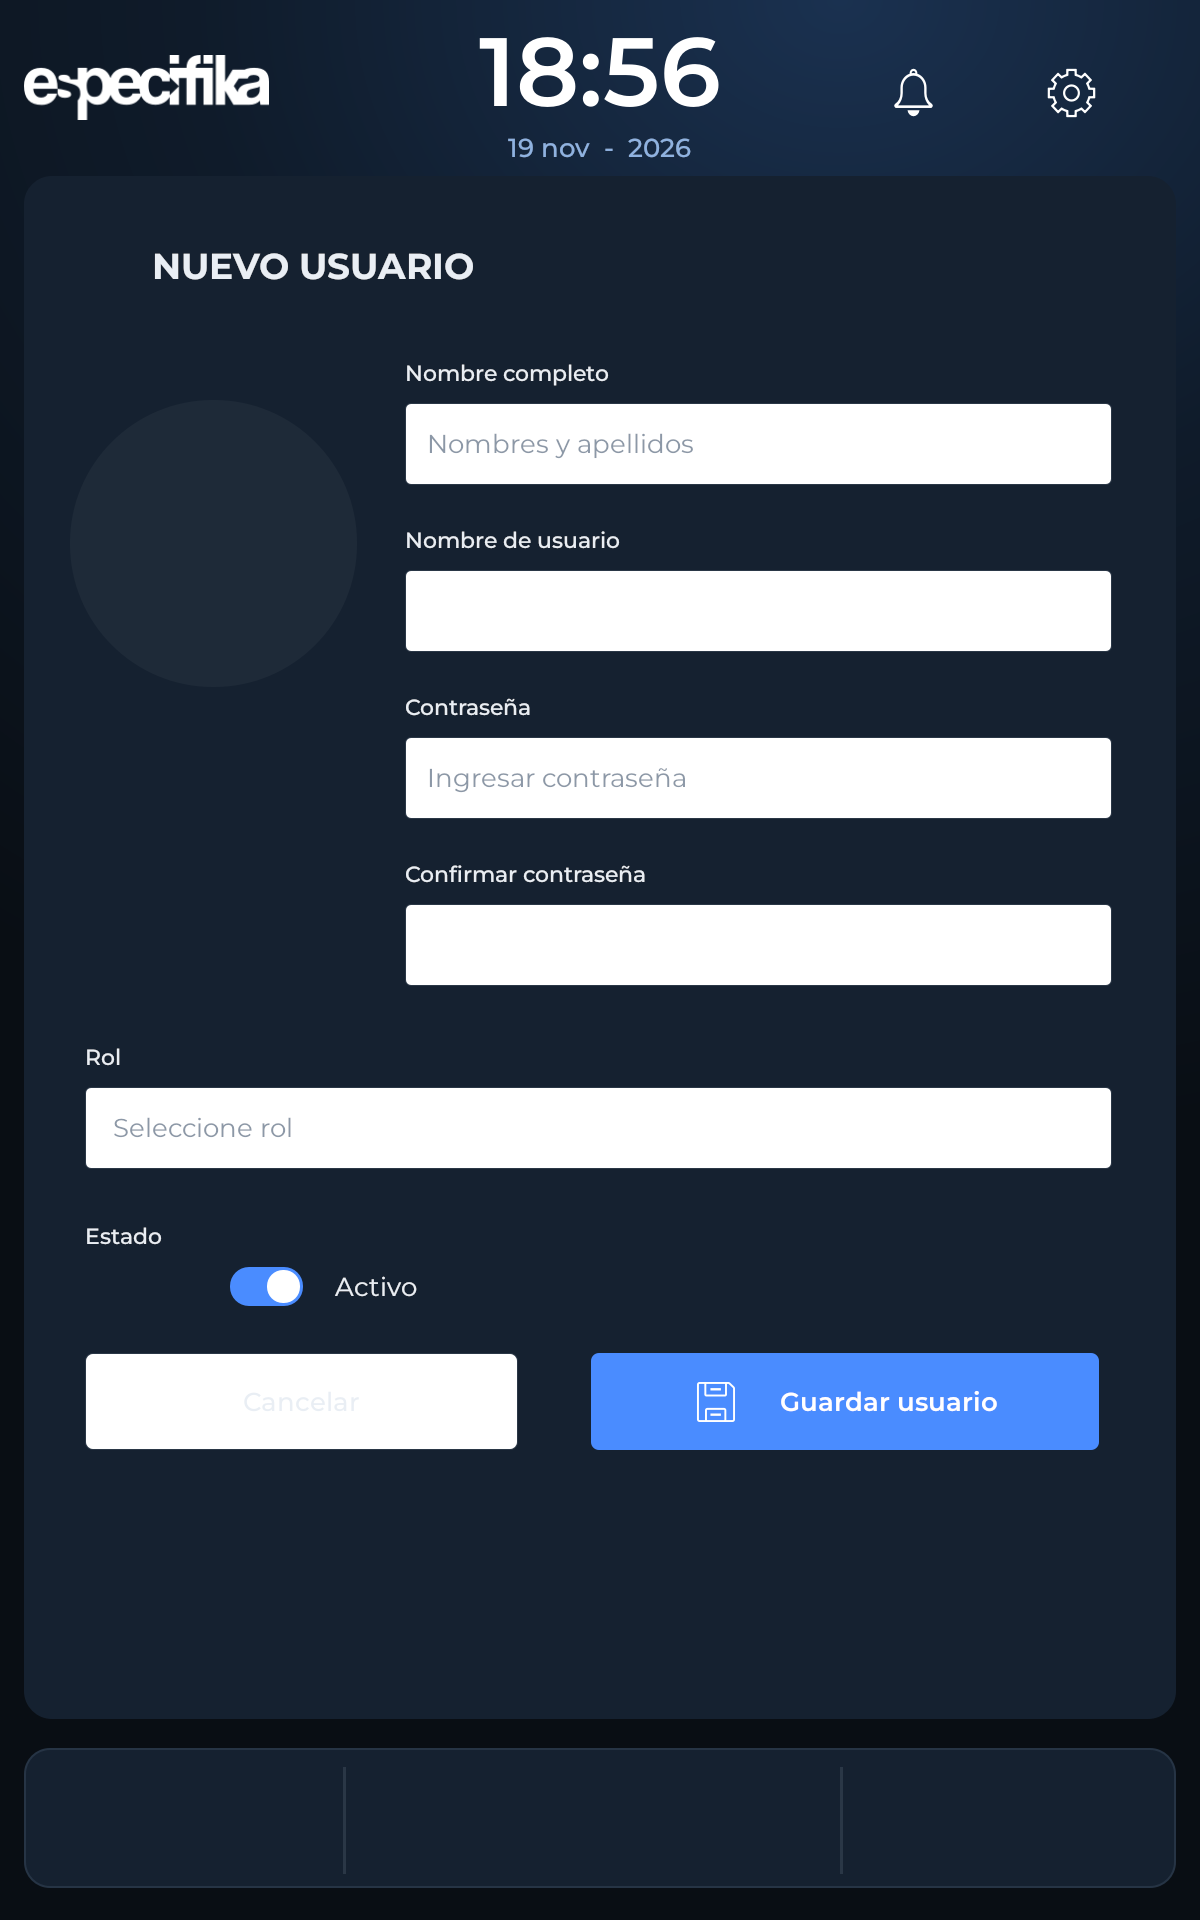 especifika
18:56
19 nov - 2026
NUEVO USUARIO
Nombre completo
Nombres y apellidos
Nombre de usuario
Contraseña
Ingresar contraseña
Confirmar contraseña
Rol
Seleccione rol
Estado
Activo
Cancelar
Guardar usuario